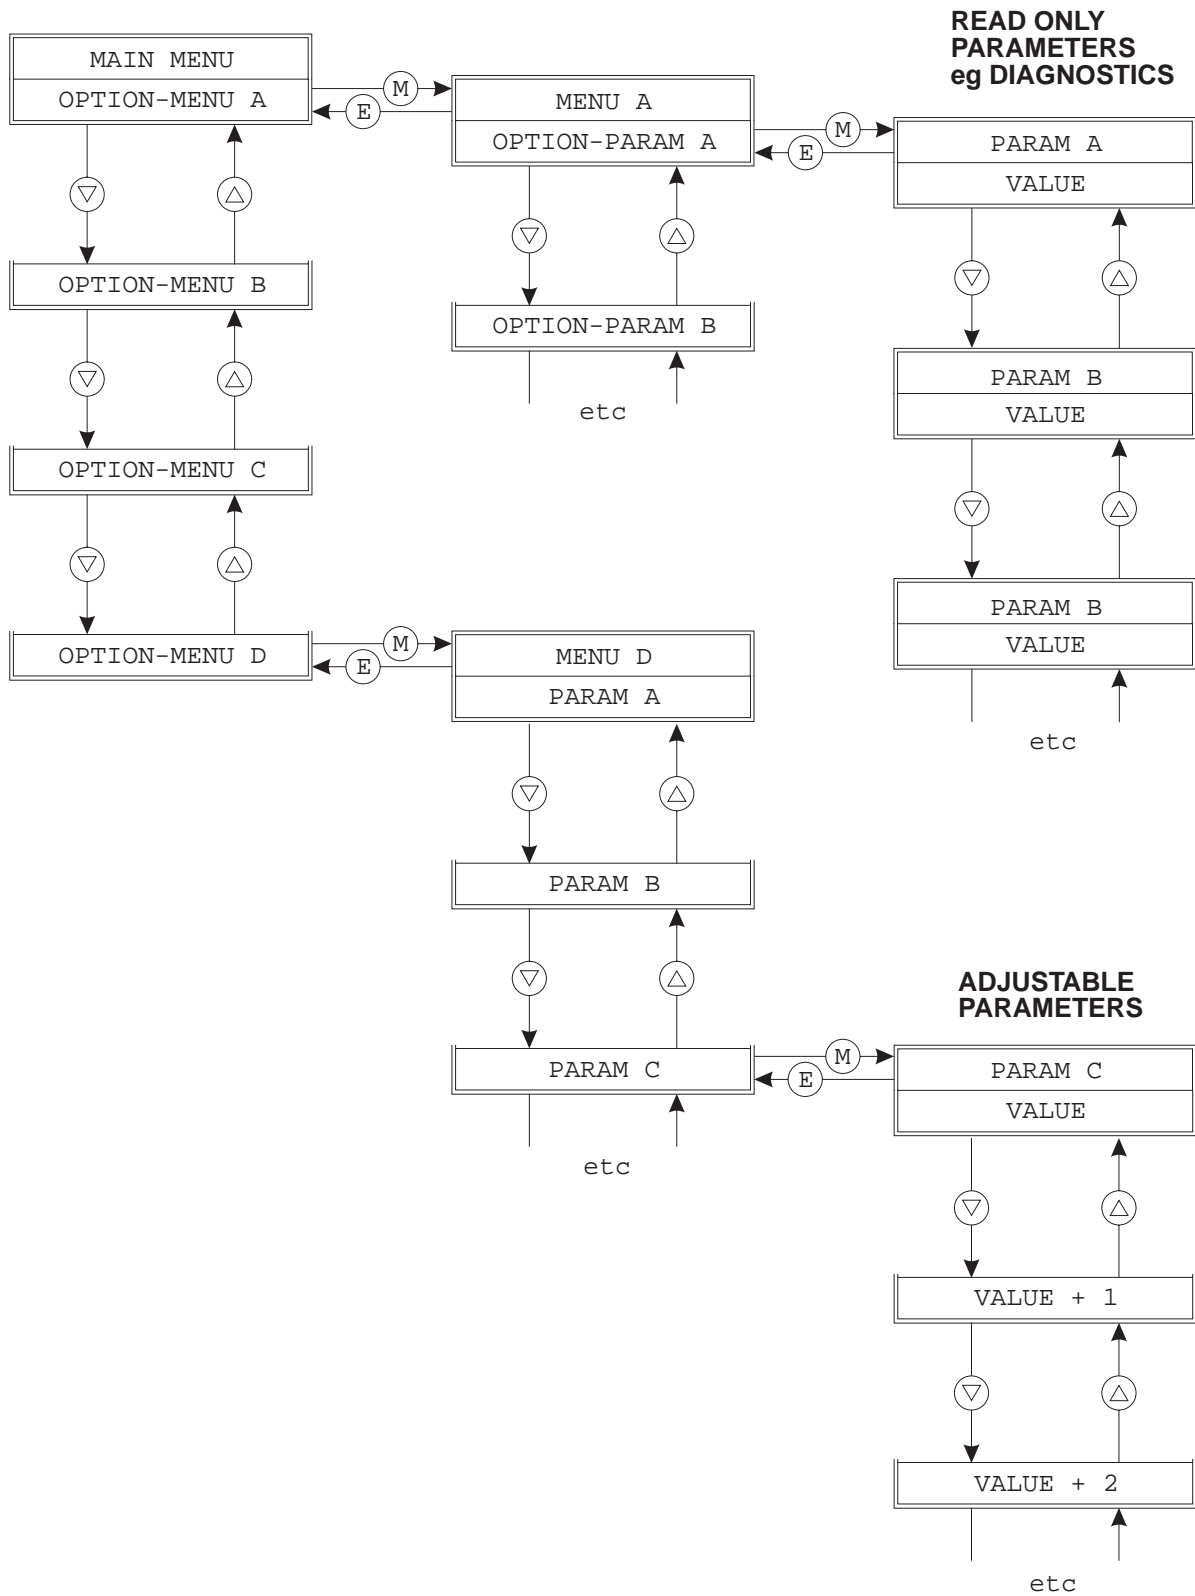 READ ONLY
PARAMETERS
eg DIAGNOSTICS
MAIN MENU
OPTION-MENU A
M
E
MENU A
OPTION-PARAM A
M
E
PARAM A
VALUE
OPTION-MENU B
OPTION-PARAM B
etc
PARAM B
VALUE
OPTION-MENU C
PARAM B
VALUE
etc
OPTION-MENU D
M
E
MENU D
PARAM A
PARAM B
PARAM C
etc
M
E
ADJUSTABLE
PARAMETERS
PARAM C
VALUE
VALUE + 1
VALUE + 2
etc